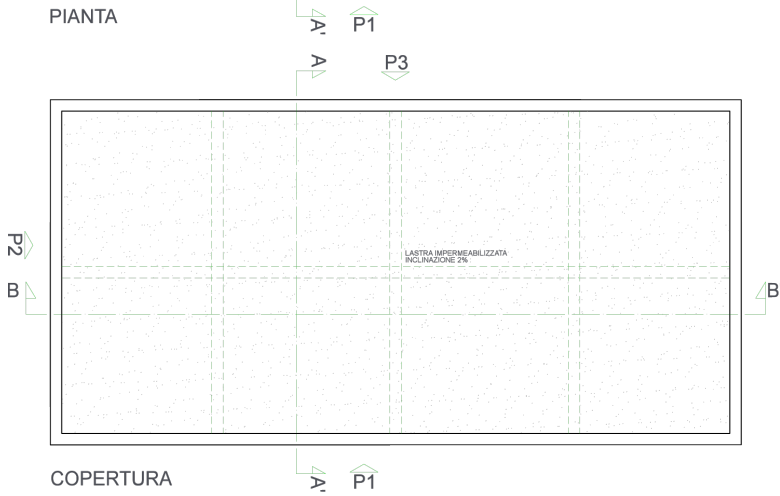 PIANTA
A'
P1
A
P3
P2
LASTRA IMPERMEABILIZZATA
INCLINAZIONE 2%
B
B
COPERTURA
A'
P1